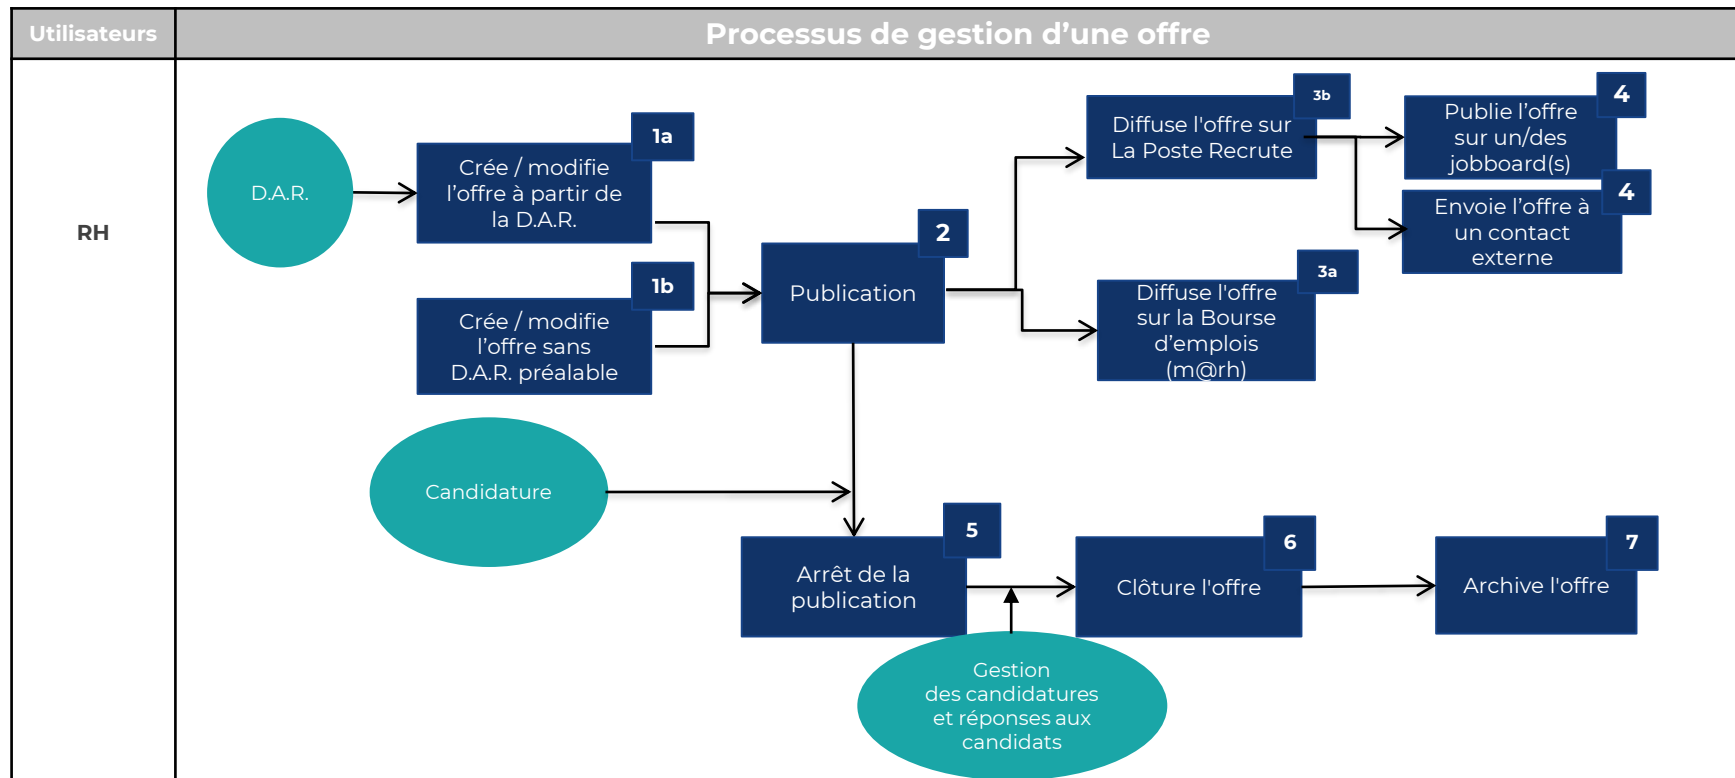 Utilisateurs
Processus de gestion d’une offre
RH
D.A.R.
1a
Crée / modifie
l’offre à partir de
la D.A.R.
1b
Crée / modifie
l’offre sans
D.A.R. préalable
2
Publication
3b
Diffuse l'offre sur
La Poste Recrute
4
Publie l’offre
sur un/des
jobboard(s)
4
Envoie l’offre à
un contact
externe
3a
Diffuse l'offre
sur la Bourse
d’emplois
(m@rh)
Candidature
5
Arrêt de la
publication
6
Clôture l'offre
7
Archive l'offre
Gestion
des candidatures
et réponses aux
candidats